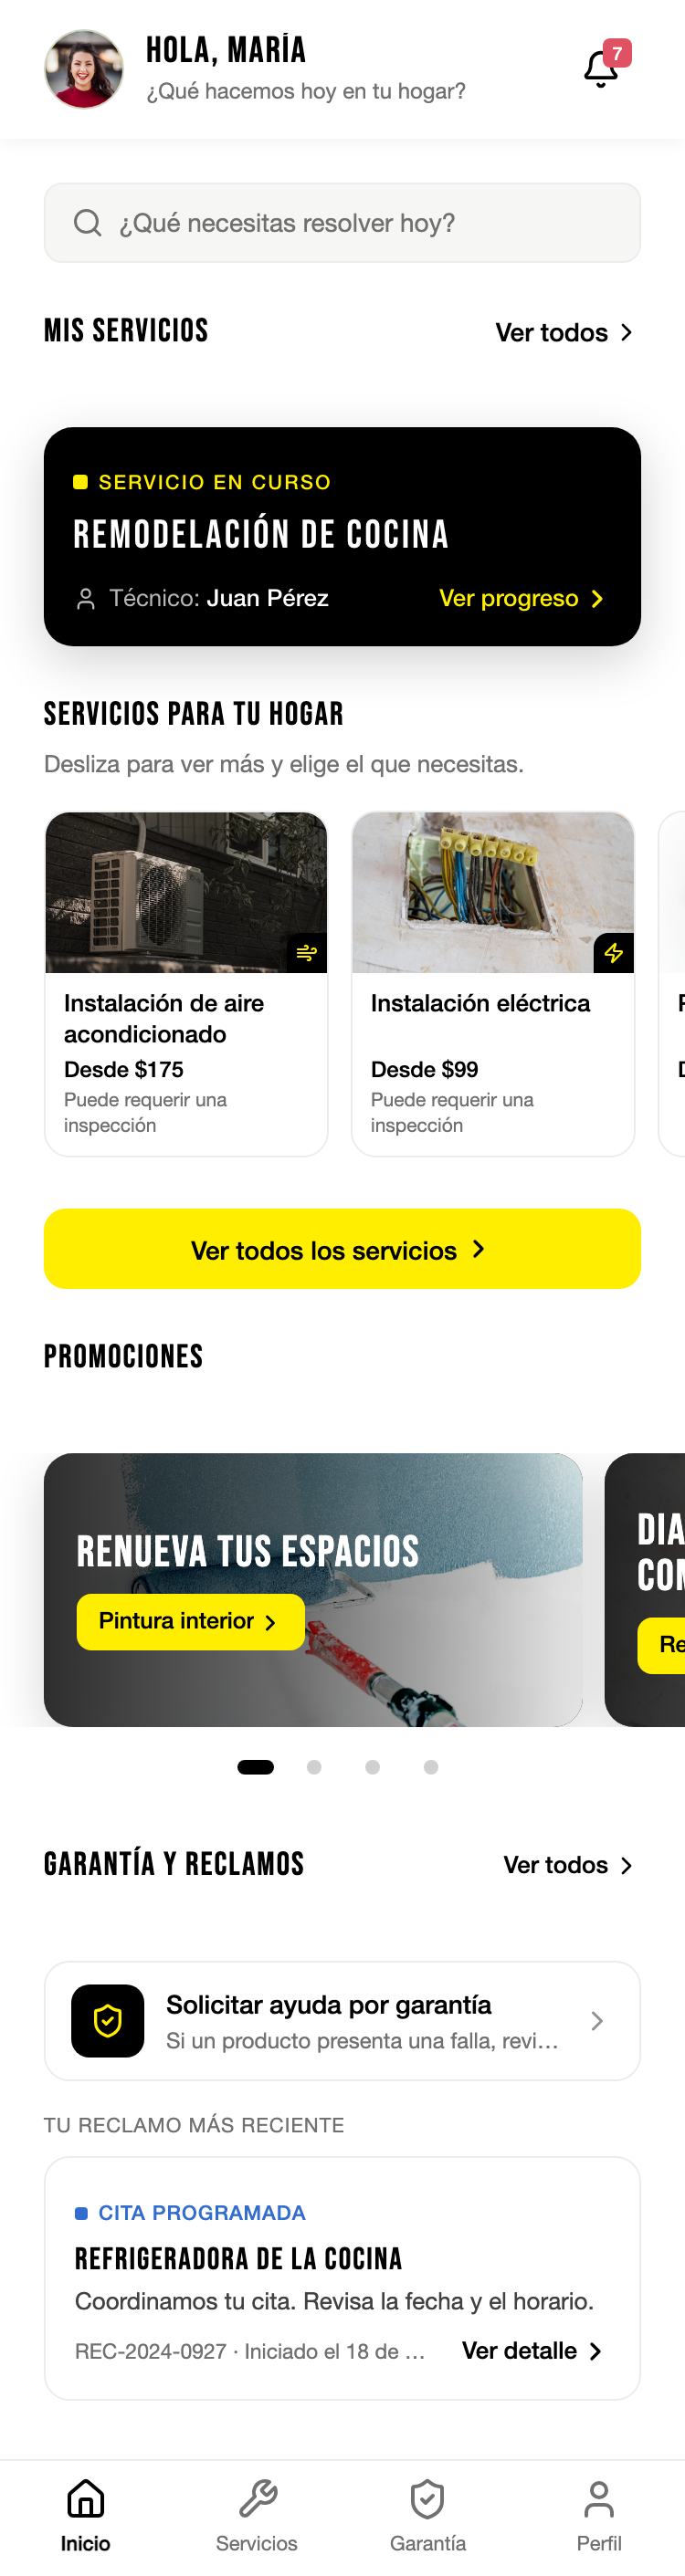 HOLA, MARÍA
¿Qué hacemos hoy en tu hogar?
7
¿Qué necesitas resolver hoy?
MIS SERVICIOS
Ver todos
SERVICIO EN CURSO
REMODELACIÓN DE COCINA
Técnico: Juan Pérez
Ver progreso
SERVICIOS PARA TU HOGAR
Desliza para ver más y elige el que necesitas.
Instalación de aire
acondicionado
Desde $175
Puede requerir una
inspección
Instalación eléctrica
Desde $99
Puede requerir una
inspección
Ver todos los servicios
PROMOCIONES
RENUEVA TUS ESPACIOS
Pintura interior
GARANTÍA Y RECLAMOS
Ver todos
Solicitar ayuda por garantía
Si un producto presenta una falla, revi...
TU RECLAMO MÁS RECIENTE
CITA PROGRAMADA
REFRIGERADORA DE LA COCINA
Coordinamos tu cita. Revisa la fecha y el horario.
REC-2024-0927 · Iniciado el 18 de ...
Ver detalle
Inicio
Servicios
Garantía
Perfil